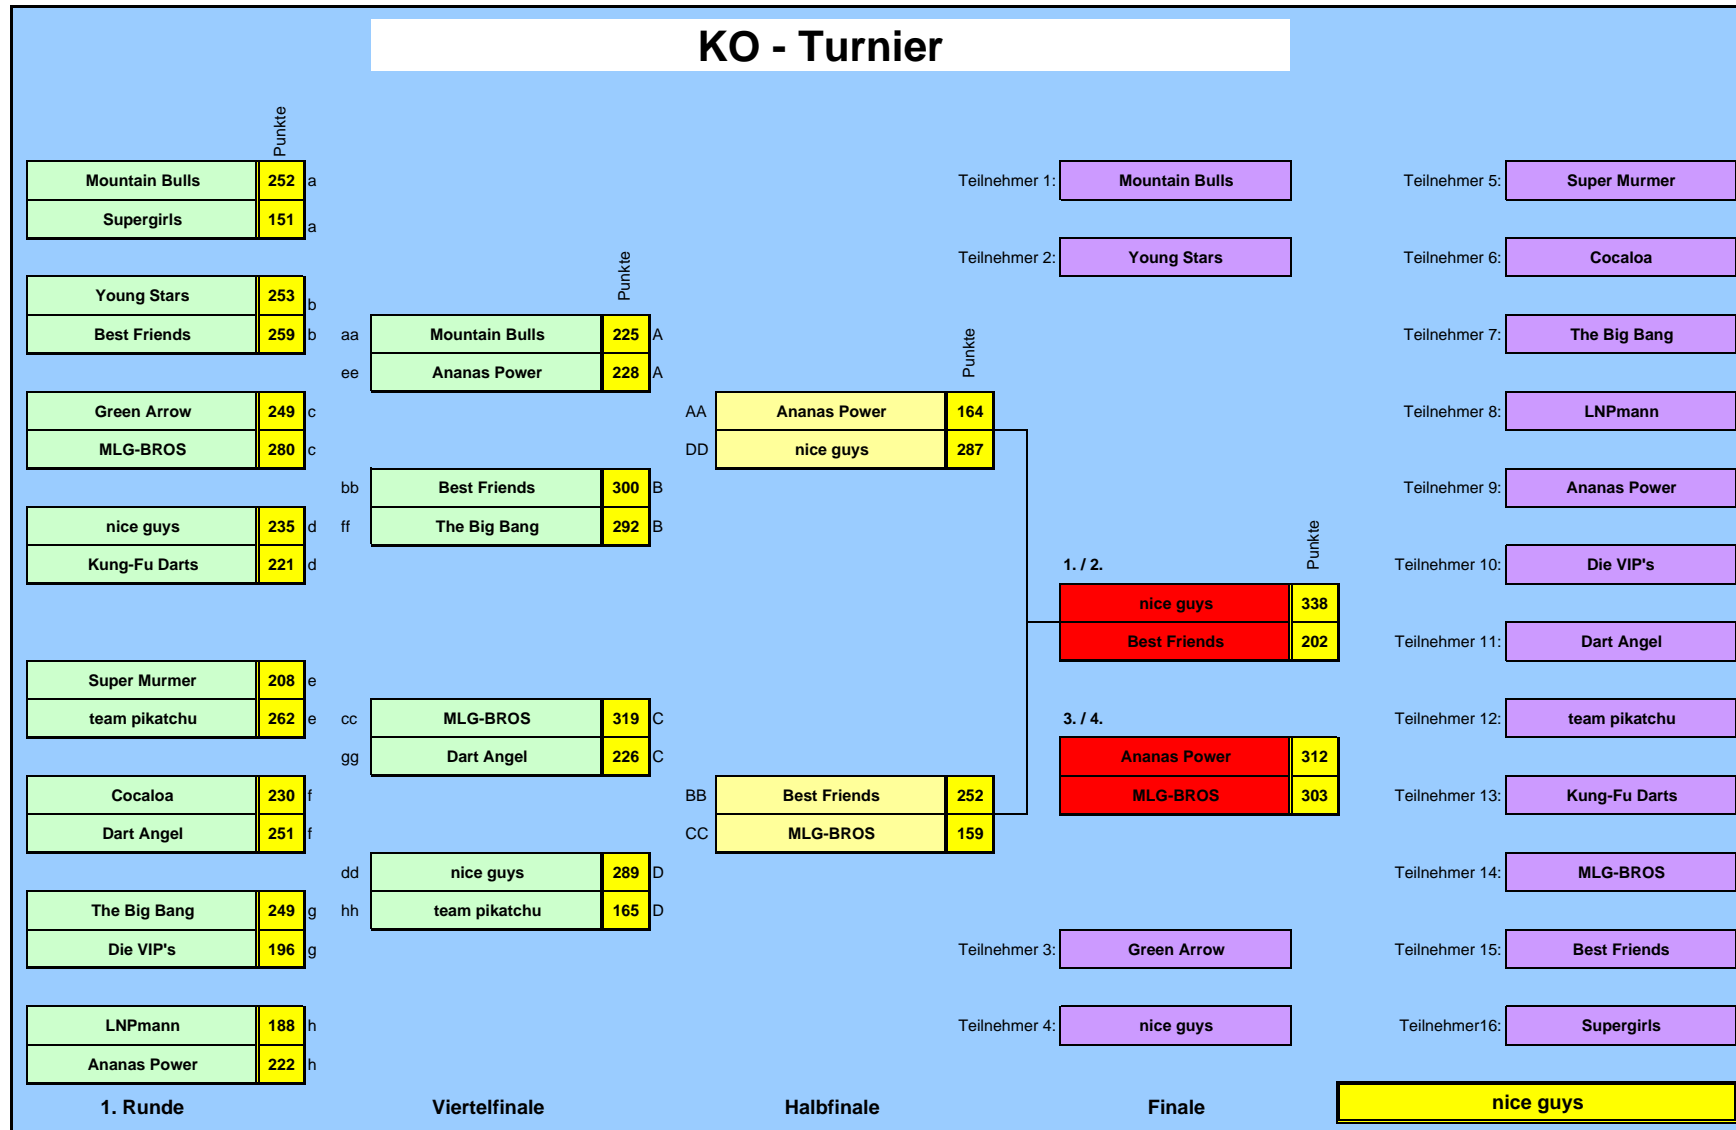 KO - Turnier
Punkte
Mountain Bulls 252 a
Supergirls 151 a
Young Stars 253 b
Best Friends 259 b
Green Arrow 249 c
MLG-BROS 280 c
nice guys 235 d
Kung-Fu Darts 221 d
Super Murmer 208 e
team pikatchu 262 e
Cocaloa 230 f
Dart Angel 251 f
The Big Bang 249 g
Die VIP's 196 g
LNPmann 188 h
Ananas Power 222 h
1. Runde
Punkte
aa Mountain Bulls 225 A
ee Ananas Power 228 A
bb Best Friends 300 B
ff The Big Bang 292 B
cc MLG-BROS 319 C
gg Dart Angel 226 C
dd nice guys 289 D
hh team pikatchu 165 D
Viertelfinale
Punkte
AA Ananas Power 164
DD nice guys 287
BB Best Friends 252
CC MLG-BROS 159
Halbfinale
Teilnehmer 1: Mountain Bulls
Teilnehmer 2: Young Stars
Punkte
1. / 2.
nice guys 338
Best Friends 202
3. / 4.
Ananas Power 312
MLG-BROS 303
Teilnehmer 3: Green Arrow
Teilnehmer 4: nice guys
Finale
Teilnehmer 5: Super Murmer
Teilnehmer 6: Cocaloa
Teilnehmer 7: The Big Bang
Teilnehmer 8: LNPmann
Teilnehmer 9: Ananas Power
Teilnehmer 10: Die VIP's
Teilnehmer 11: Dart Angel
Teilnehmer 12: team pikatchu
Teilnehmer 13: Kung-Fu Darts
Teilnehmer 14: MLG-BROS
Teilnehmer 15: Best Friends
Teilnehmer16: Supergirls
nice guys